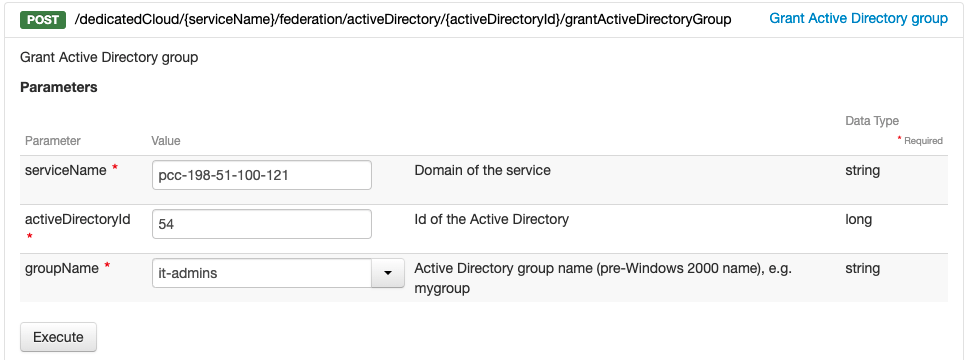 POST /dedicatedCloud/{serviceName}/federation/activeDirectory/{activeDirectoryId}/grantActiveDirectoryGroup Grant Active Directory group
Grant Active Directory group
Parameters
Data Type
Parameter Value * Required
serviceName * pcc-198-51-100-121 Domain of the service string
activeDirectoryId 54 Id of the Active Directory long
*
groupName * it-admins Active Directory group name (pre-Windows 2000 name), e.g. string
mygroup
Execute